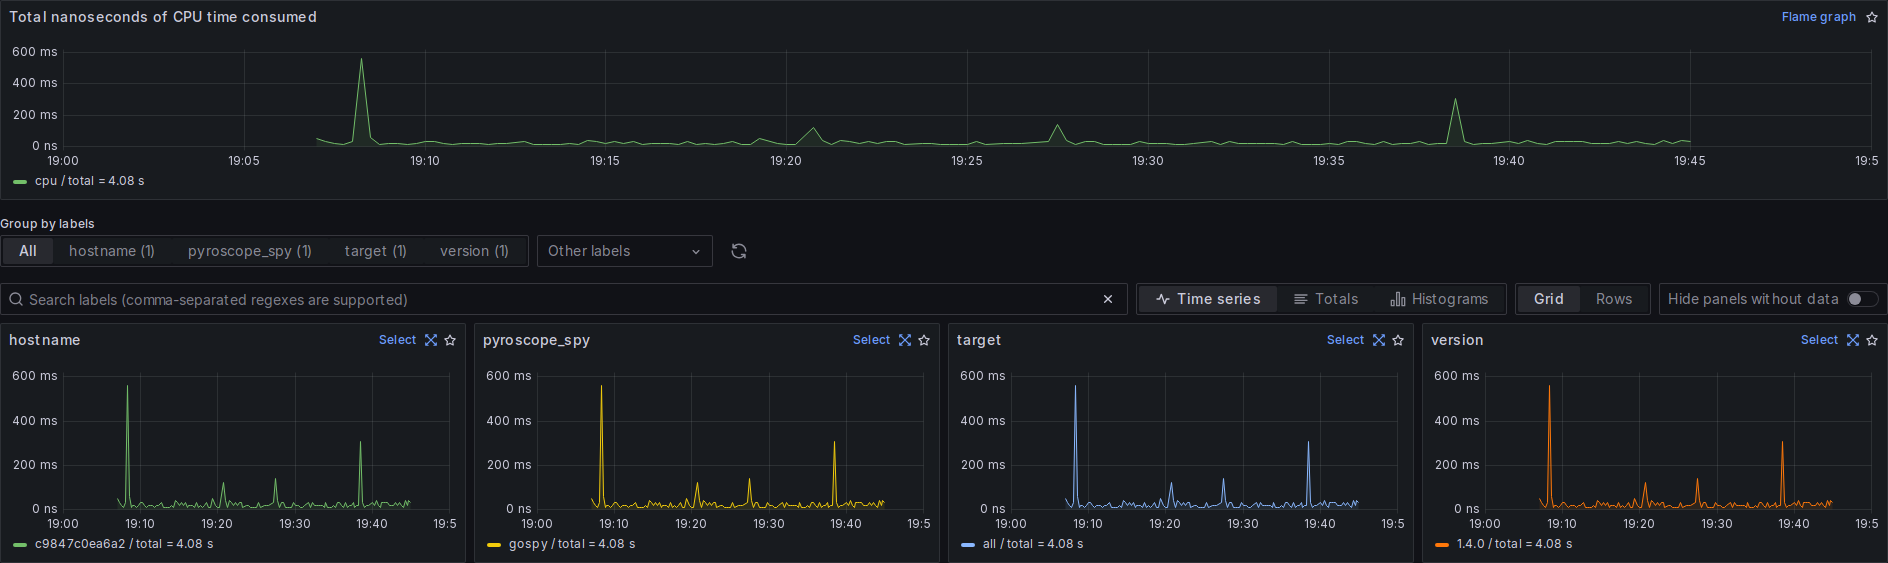 Total nanoseconds of CPU time consumed
Flame graph
600 ms
400 ms
200 ms
0 ns
19:00 19:05 19:10 19:15 19:20 19:25 19:30 19:35 19:40 19:45 19:5
cpu / total = 4.08 s
Group by labels
All hostname (1) pyroscope_spy (1) target (1) version (1) Other labels
Search labels (comma-separated regexes are supported) Time series Totals Histograms Grid Rows Hide panels without data
hostname Select
600 ms
400 ms
200 ms
0 ns
19:00 19:10 19:20 19:30 19:40 19:5
c9847c0ea6a2 / total = 4.08 s
pyroscope_spy Select
600 ms
400 ms
200 ms
0 ns
19:00 19:10 19:20 19:30 19:40 19:5
gospy / total = 4.08 s
target Select
600 ms
400 ms
200 ms
0 ns
19:00 19:10 19:20 19:30 19:40 19:5
all / total = 4.08 s
version Select
600 ms
400 ms
200 ms
0 ns
19:00 19:10 19:20 19:30 19:40 19:5
1.4.0 / total = 4.08 s